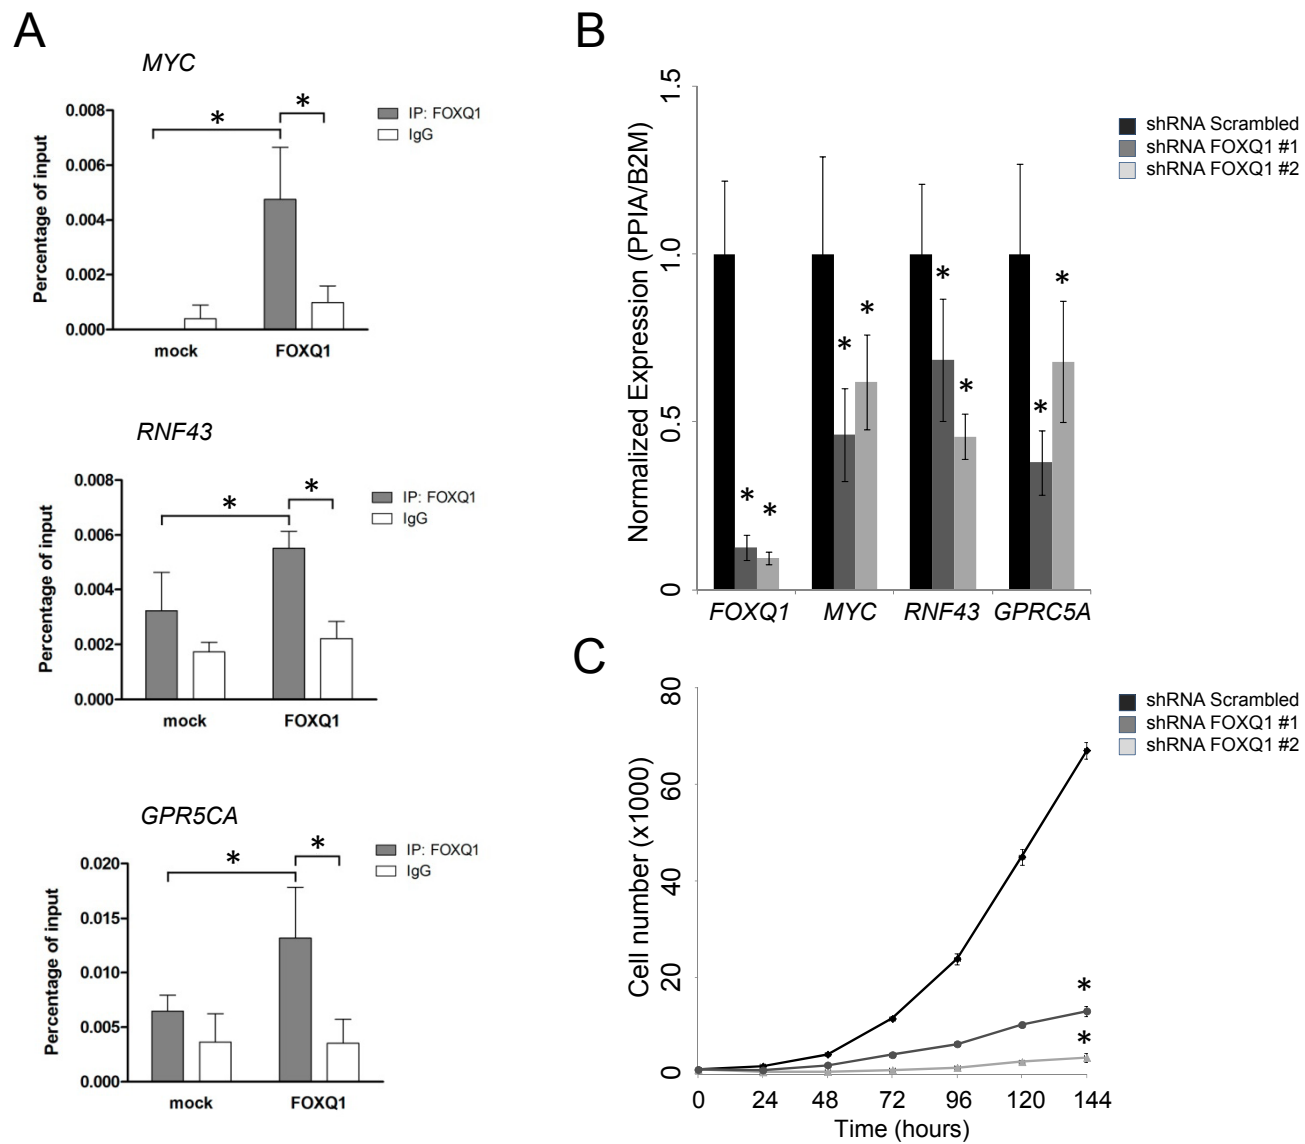 A
MYC
Percentage of input
0.008
0.006
0.004
0.002
0.000
*
*
IP: FOXQ1
IgG
mock
FOXQ1
RNF43
Percentage of input
0.008
0.006
0.004
0.002
0.000
*
*
IP: FOXQ1
IgG
mock
FOXQ1
GPR5CA
Percentage of input
0.020
0.015
0.010
0.005
0.000
*
*
IP: FOXQ1
IgG
mock
FOXQ1
B
Normalized Expression (PPIA/B2M)
1.5
1.0
0.5
0
*
*
*
*
*
*
*
*
FOXQ1
MYC
RNF43
GPRC5A
shRNA Scrambled
shRNA FOXQ1 #1
shRNA FOXQ1 #2
C
Cell number (x1000)
80
60
40
20
0
*
*
0
24
48
72
96
120
144
Time (hours)
shRNA Scrambled
shRNA FOXQ1 #1
shRNA FOXQ1 #2